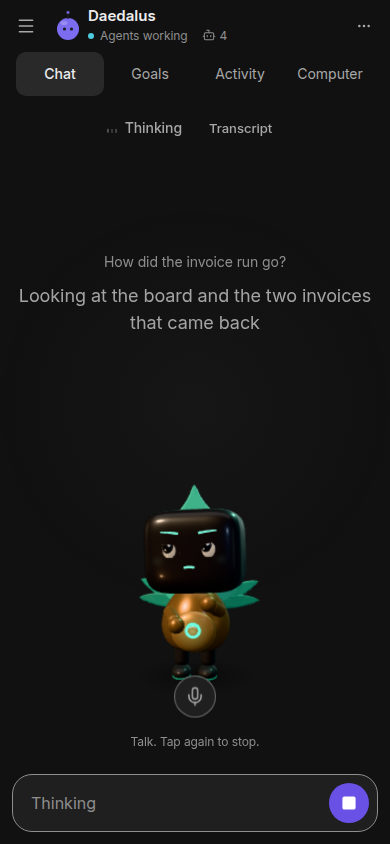 Daedalus
Agents working 4
Chat Goals Activity Computer
Thinking Transcript
How did the invoice run go?
Looking at the board and the two invoices
that came back
Talk. Tap again to stop.
Thinking